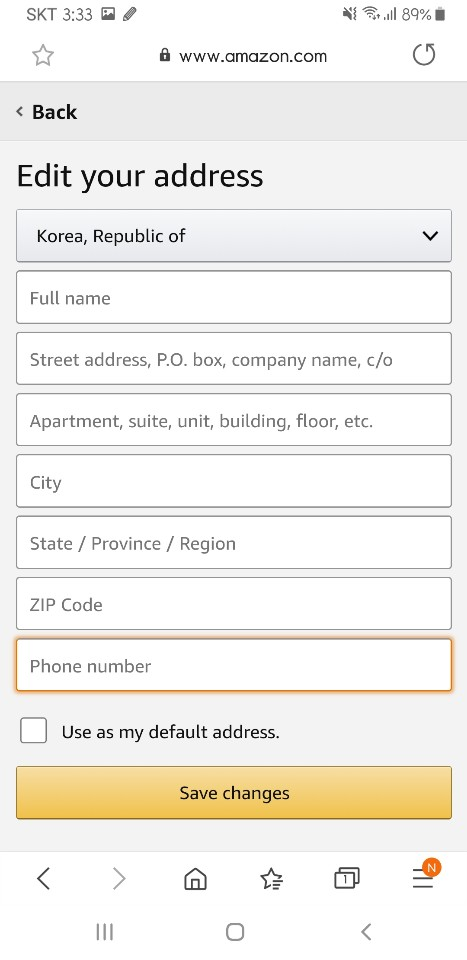 SKT 3:33
89%
www.amazon.com
Back
Edit your address
Korea, Republic of
Full name
Street address, P.O. box, company name, c/o
Apartment, suite, unit, building, floor, etc.
City
State / Province / Region
ZIP Code
Phone number
Use as my default address.
Save changes
1
N